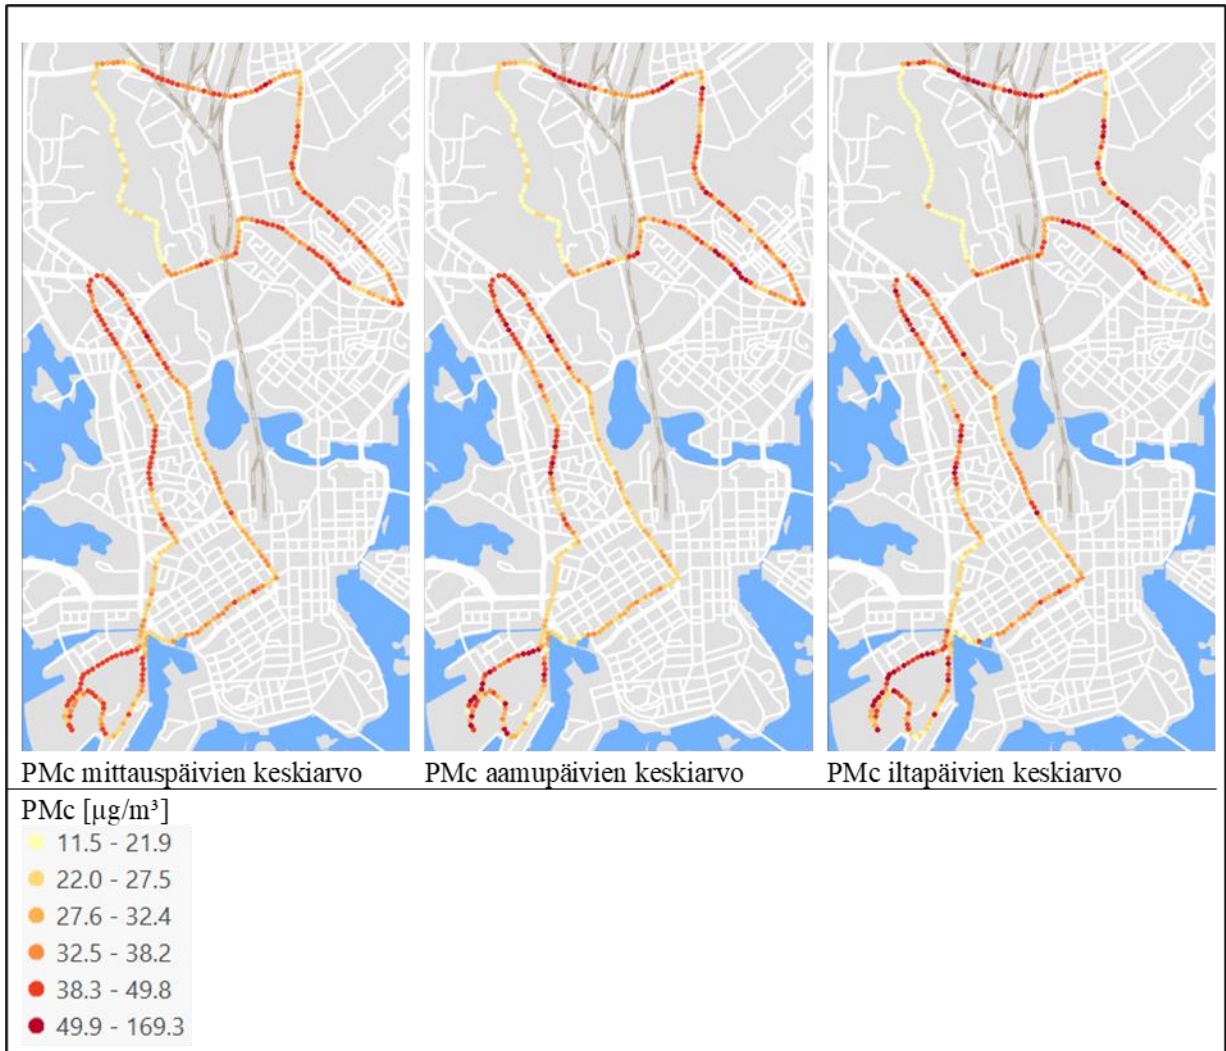 PMc mittauspäivien keskiarvo
PMc aamupäivien keskiarvo
PMc iltapäivien keskiarvo
PMc [µg/m³]
11.5 - 21.9
22.0 - 27.5
27.6 - 32.4
32.5 - 38.2
38.3 - 49.8
49.9 - 169.3